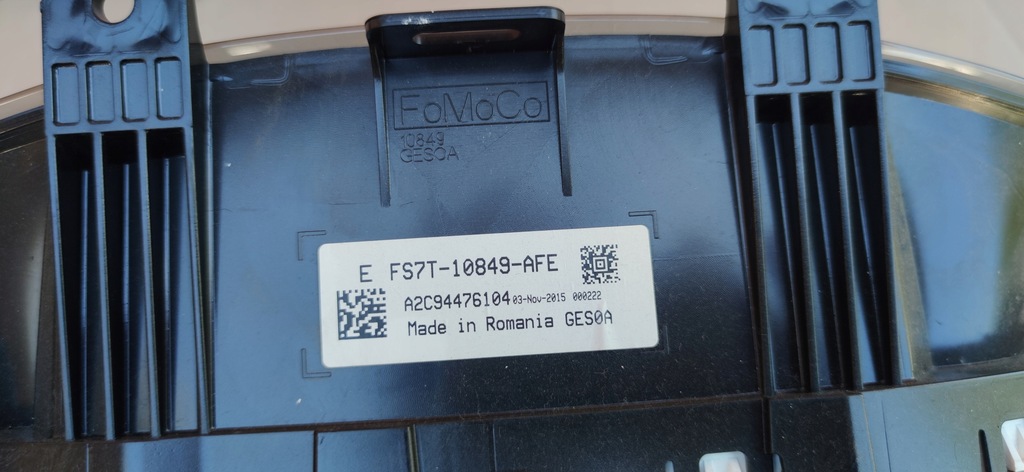 FoMoCo
10849
GES0A
E FS7T-10849-AFE
A2C94476104 03-Nov-2015 000222
Made in Romania GES0A